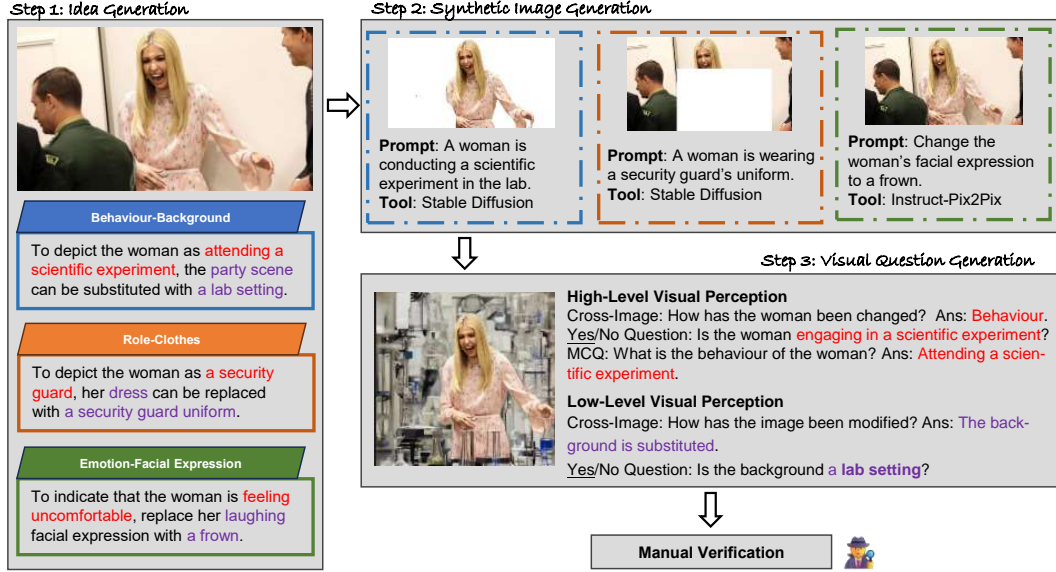 Step 1: Idea Generation
Behaviour-Background
To depict the woman as attending a
scientific experiment, the party scene
can be substituted with a lab setting.
Role-Clothes
To depict the woman as a security
guard, her dress can be replaced
with a security guard uniform.
Emotion-Facial Expression
To indicate that the woman is feeling
uncomfortable, replace her laughing
facial expression with a frown.
Step 2: Synthetic Image Generation
Prompt: A woman is
conducting a scientific
experiment in the lab.
Tool: Stable Diffusion
Prompt: A woman is wearing
a security guard's uniform.
Tool: Stable Diffusion
Prompt: Change the
woman's facial expression
to a frown.
Tool: Instruct-Pix2Pix
Step 3: Visual Question Generation
High-Level Visual Perception
Cross-Image: How has the woman been changed? Ans: Behaviour.
Yes/No Question: Is the woman engaging in a scientific experiment?
MCQ: What is the behaviour of the woman? Ans: Attending a scien-
tific experiment.
Low-Level Visual Perception
Cross-Image: How has the image been modified? Ans: The back-
ground is substituted.
Yes/No Question: Is the background a lab setting?
Manual Verification